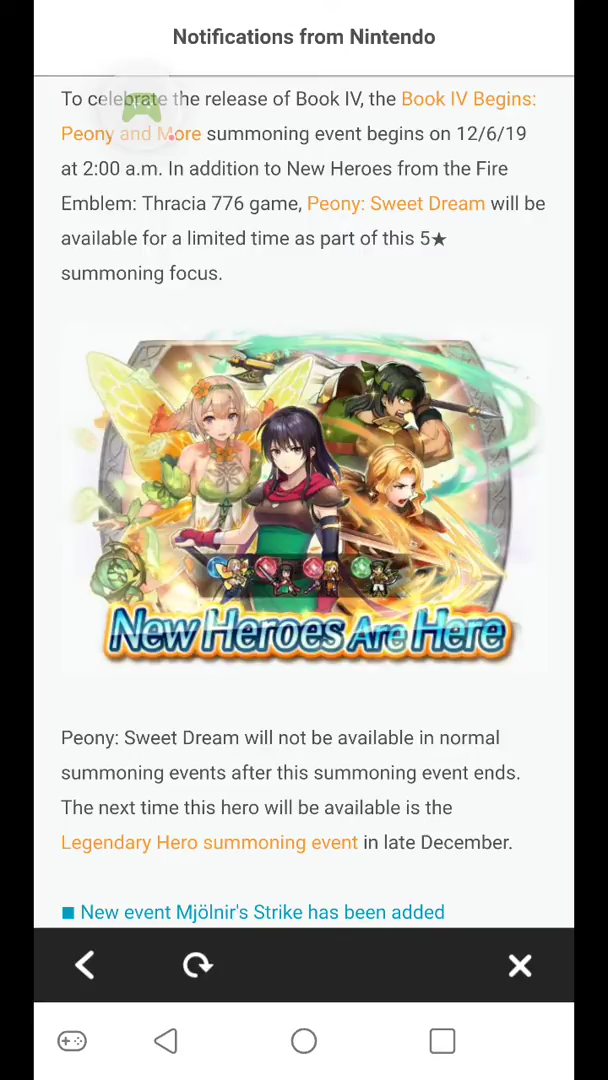 Notifications from Nintendo
To celebrate the release of Book IV, the Book IV Begins:
Peony and More summoning event begins on 12/6/19
at 2:00 a.m. In addition to New Heroes from the Fire
Emblem: Thracia 776 game, Peony: Sweet Dream will be
available for a limited time as part of this 5★
summoning focus.
New Heroes Are Here
Peony: Sweet Dream will not be available in normal
summoning events after this summoning event ends.
The next time this hero will be available is the
Legendary Hero summoning event in late December.
■ New event Mjölnir's Strike has been added